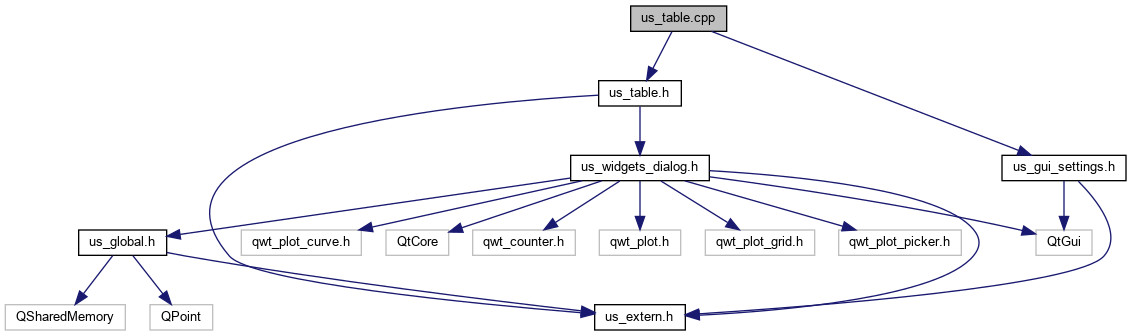 us_table.cpp
us_table.h
us_widgets_dialog.h
us_gui_settings.h
us_global.h
qwt_plot_curve.h
QtCore
qwt_counter.h
qwt_plot.h
qwt_plot_grid.h
qwt_plot_picker.h
QtGui
QSharedMemory
QPoint
us_extern.h